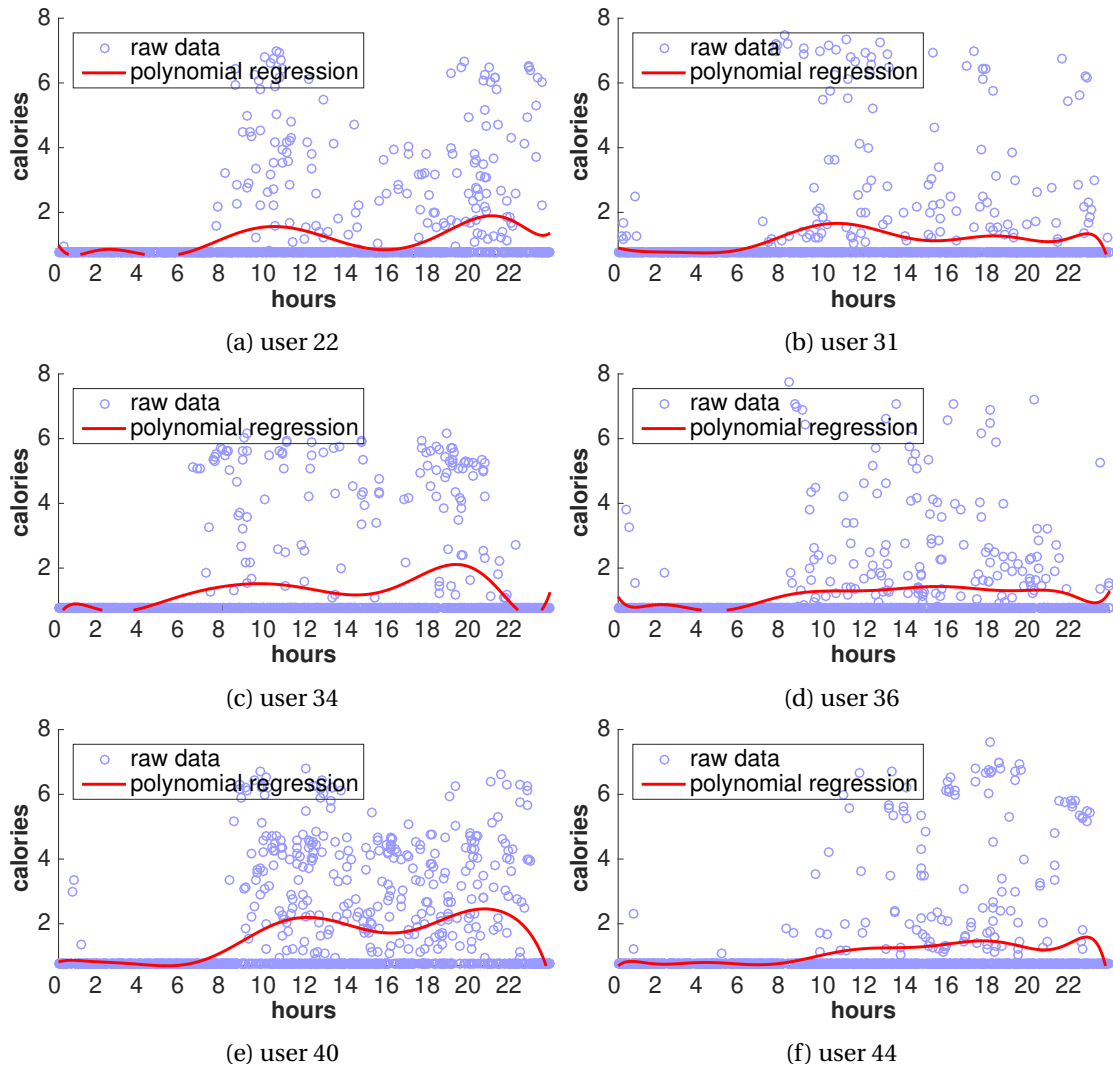 8
6
4
2
calories
raw data
polynomial regression
0 2 4 6 8 10 12 14 16 18 20 22
hours
(a) user 22
8
6
4
2
calories
raw data
polynomial regression
0 2 4 6 8 10 12 14 16 18 20 22
hours
(b) user 31
8
6
4
2
calories
raw data
polynomial regression
0 2 4 6 8 10 12 14 16 18 20 22
hours
(c) user 34
8
6
4
2
calories
raw data
polynomial regression
0 2 4 6 8 10 12 14 16 18 20 22
hours
(d) user 36
8
6
4
2
calories
raw data
polynomial regression
0 2 4 6 8 10 12 14 16 18 20 22
hours
(e) user 40
8
6
4
2
calories
raw data
polynomial regression
0 2 4 6 8 10 12 14 16 18 20 22
hours
(f) user 44